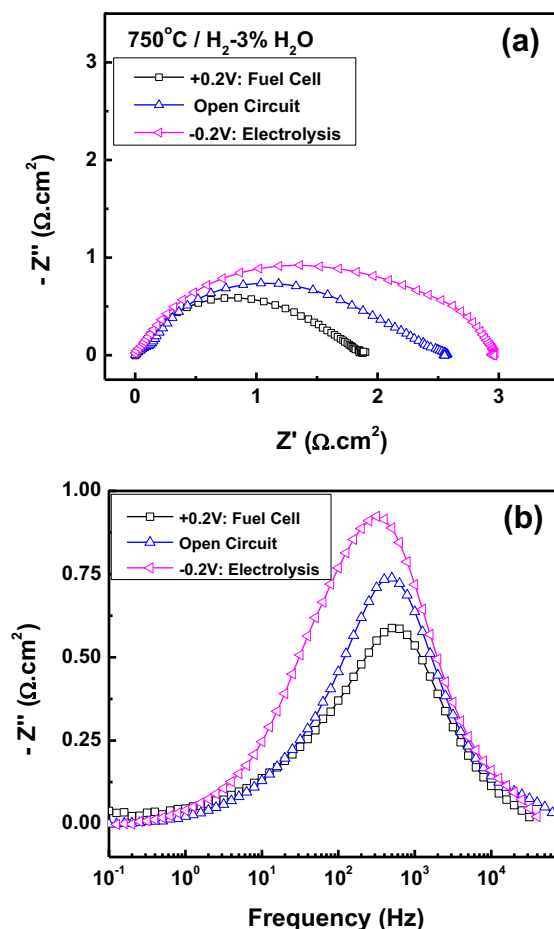 750°C / H₂-3% H₂O
(a)
+0.2V: Fuel Cell
Open Circuit
-0.2V: Electrolysis
3
2
1
0
- Z'' (Ω.cm²)
0 1 2 3
Z' (Ω.cm²)
(b)
+0.2V: Fuel Cell
Open Circuit
-0.2V: Electrolysis
1.00
0.75
0.50
0.25
0.00
- Z'' (Ω.cm²)
10⁻¹ 10⁰ 10¹ 10² 10³ 10⁴
Frequency (Hz)